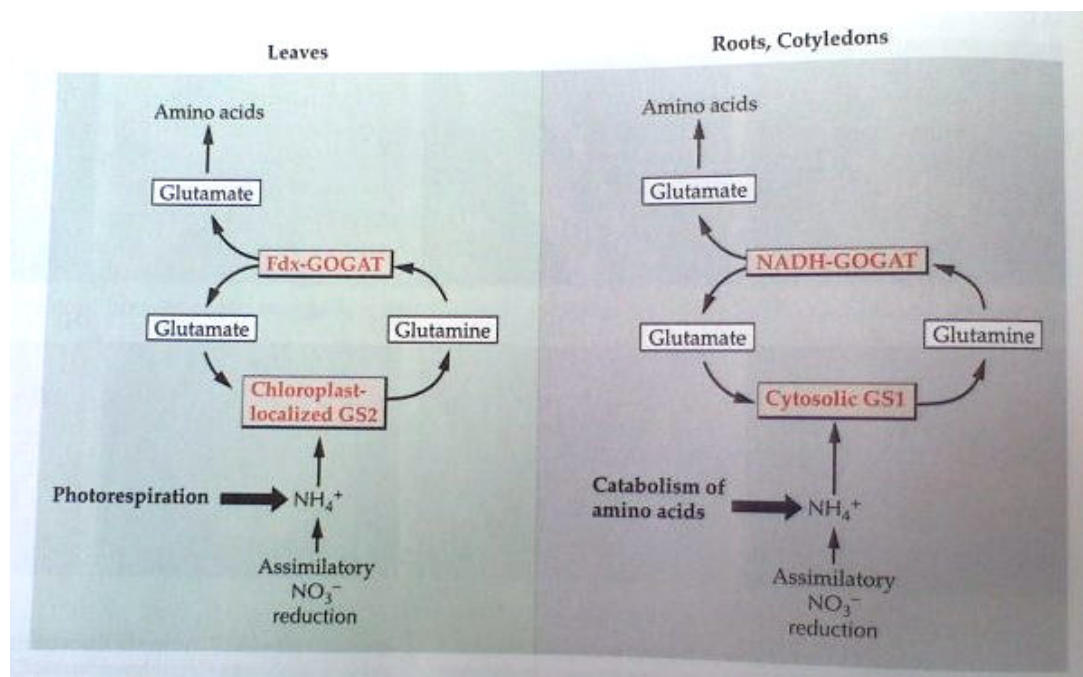 Leaves
Amino acids
Glutamate
Fdx-GOGAT
Glutamate
Glutamine
Chloroplast-
localized GS2
Photorespiration
NH₄⁺
Assimilatory
NO₃⁻
reduction
Roots, Cotyledons
Amino acids
Glutamate
NADH-GOGAT
Glutamate
Glutamine
Cytosolic GS1
Catabolism of
amino acids
NH₄⁺
Assimilatory
NO₃⁻
reduction